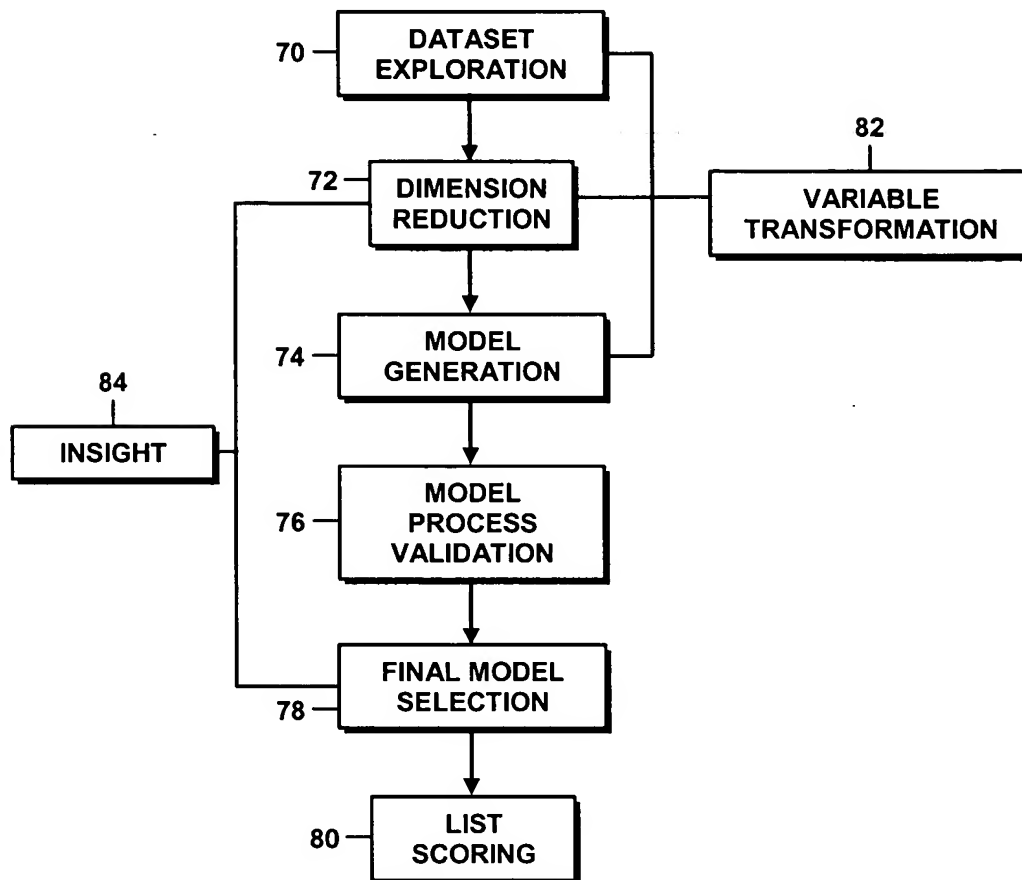 70
DATASET
EXPLORATION
82
72
DIMENSION
REDUCTION
VARIABLE
TRANSFORMATION
74
MODEL
GENERATION
84
INSIGHT
76
MODEL
PROCESS
VALIDATION
FINAL MODEL
SELECTION
78
80
LIST
SCORING